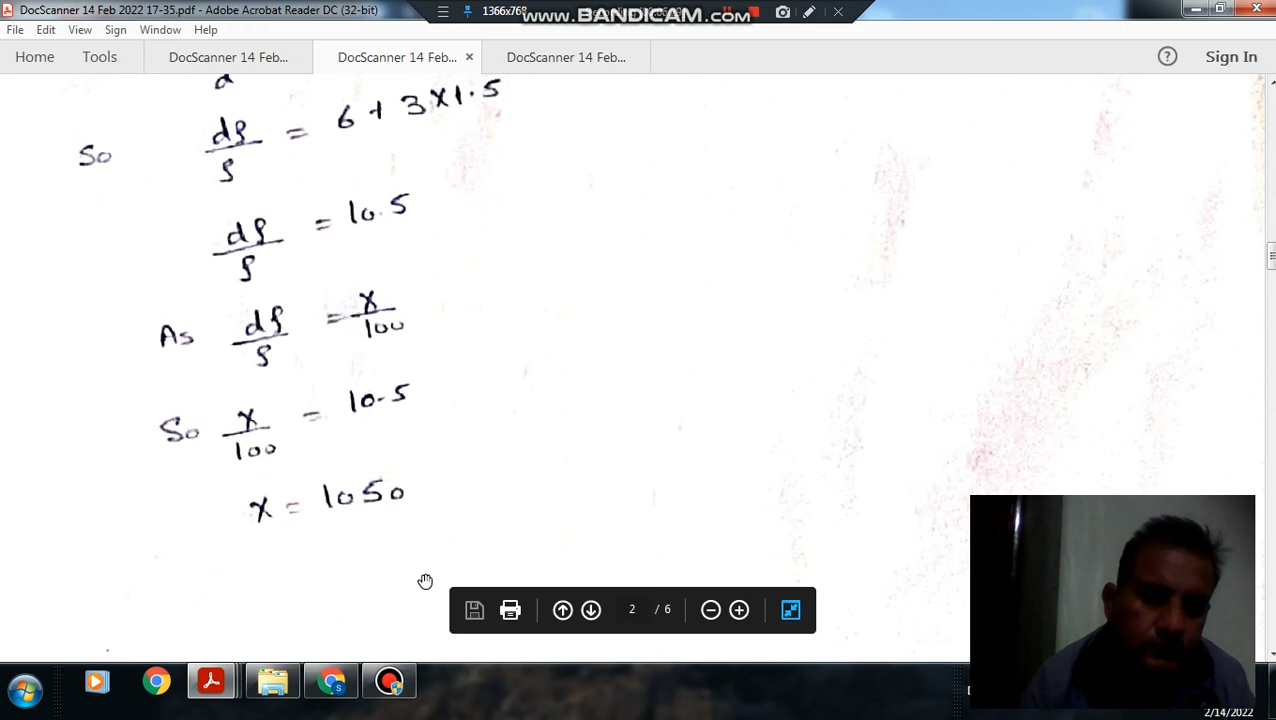 DocScanner 14 Feb 2022 17-35.pdf - Adobe Acrobat Reader DC (32-bit)
1366x768
www.BANDICAM.com
File Edit View Sign Window Help
Home Tools DocScanner 14 Feb... DocScanner 14 Feb... × DocScanner 14 Feb... Sign In
d
So dρ/ρ = 6 + 3×1.5
dρ/ρ = 10.5
As dρ/ρ = x/100
So x/100 = 10.5
x = 1050
2 / 6
2/14/2022